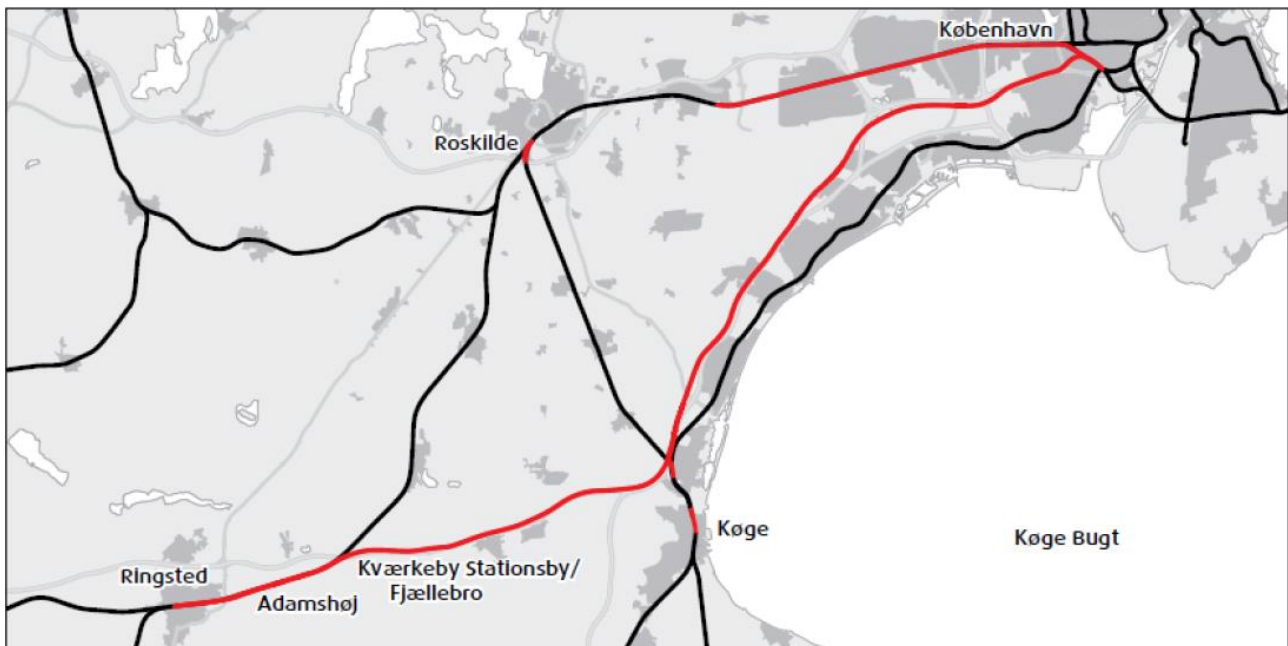 København
Roskilde
Køge
Køge Bugt
Ringsted
Kværkeby Stationsby/
Fjællebro
Adamshøj